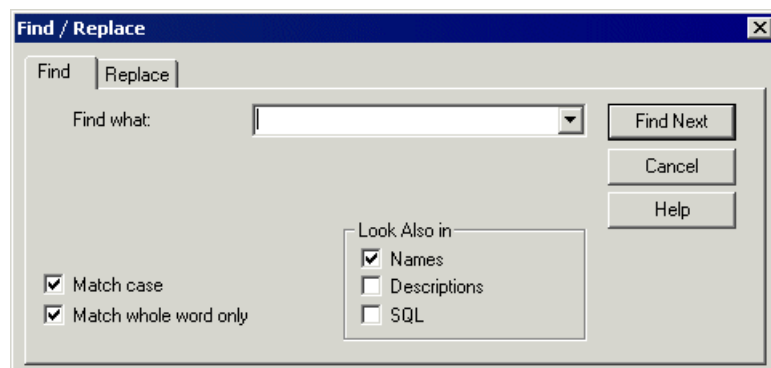 Find / Replace
Find
Replace
Find what:
Find Next
Cancel
Help
Look Also in
Names
Match case
Descriptions
Match whole word only
SQL